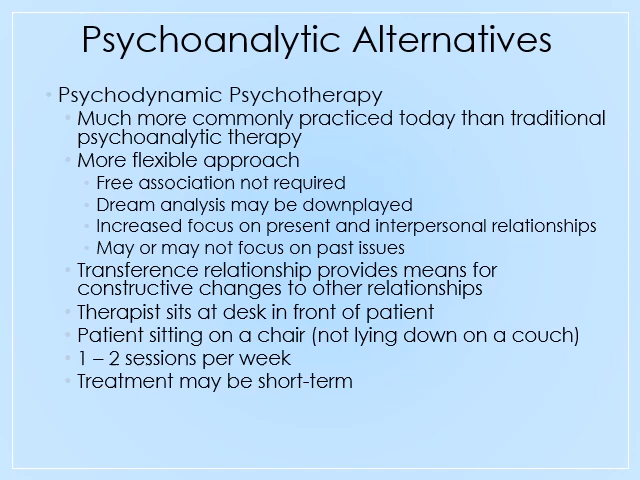 Psychoanalytic Alternatives
• Psychodynamic Psychotherapy
• Much more commonly practiced today than traditional
psychoanalytic therapy
• More flexible approach
• Free association not required
• Dream analysis may be downplayed
• Increased focus on present and interpersonal relationships
• May or may not focus on past issues
• Transference relationship provides means for
constructive changes to other relationships
• Therapist sits at desk in front of patient
• Patient sitting on a chair (not lying down on a couch)
• 1 – 2 sessions per week
• Treatment may be short-term